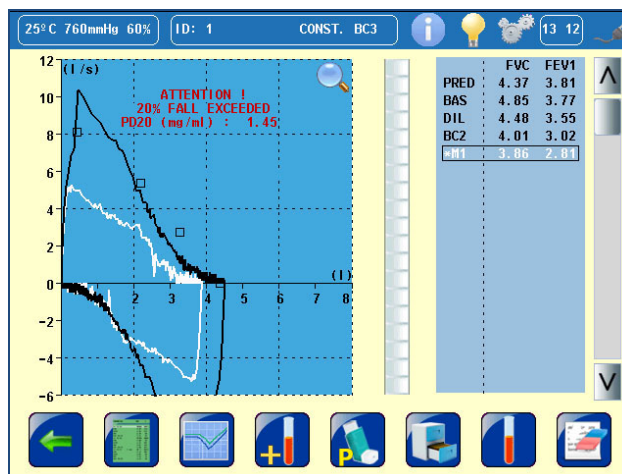 25º C 760mmHg 60% ID: 1 CONST. BC3 13 12
12 (l/s)
ATTENTION !
20% FALL EXCEEDED
PD20 (mg/ml) : 1.45
10
8
6
4
2
0
-2
-4
-6
2 3 4 5 6 7 8
(l)
FVC FEV1
PRED 4.37 3.81
BAS 4.85 3.77
DIL 4.48 3.55
BC2 4.01 3.02
*M1 3.86 2.81
+
P